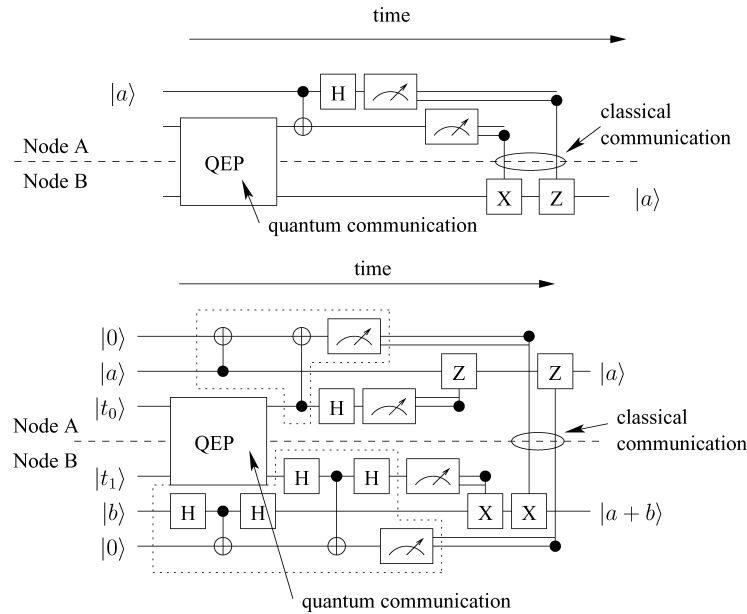 time
|a⟩
H
classical
communication
Node A
QEP
Node B
X
Z
|a⟩
quantum communication
time
|0⟩
|a⟩
Z
Z
|a⟩
|t₀⟩
H
classical
communication
Node A
QEP
Node B
|t₁⟩
H
H
|b⟩
H
H
X
X
|a + b⟩
|0⟩
quantum communication